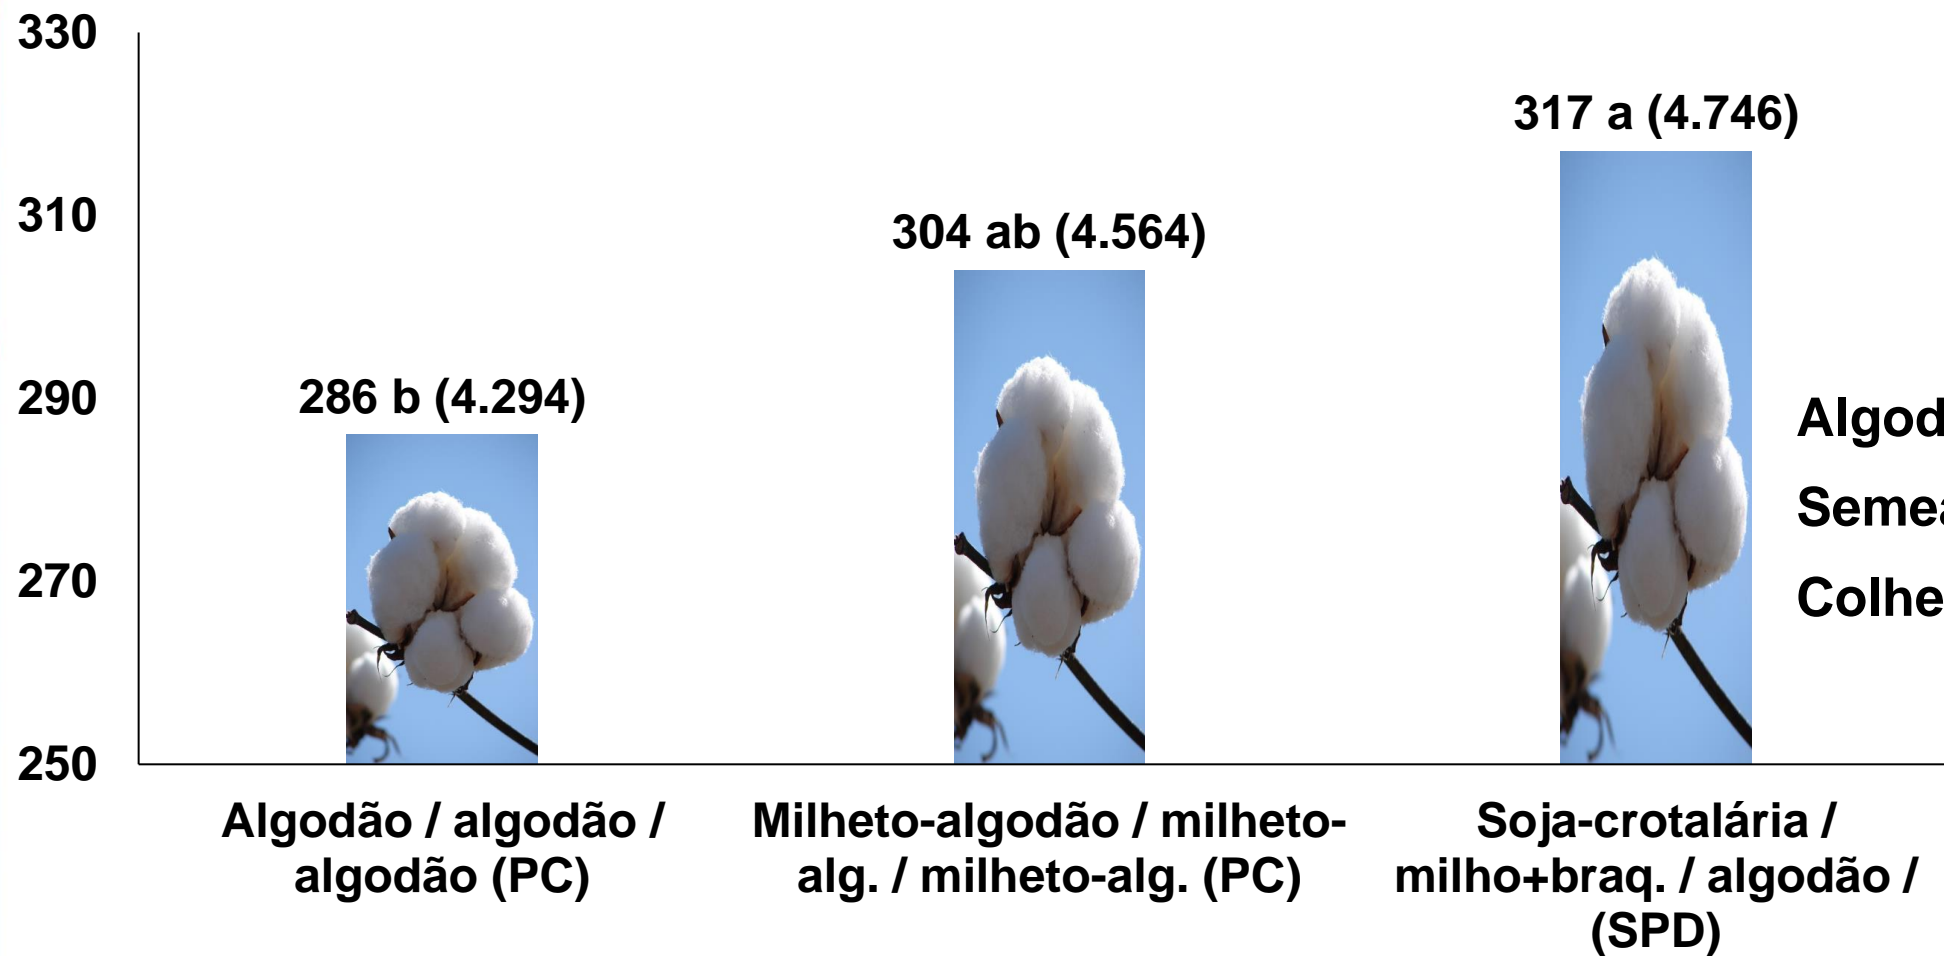 330
317 a (4.746)
310
304 ab (4.564)
290
286 b (4.294)
270
250
Algodão / algodão /
algodão (PC)
Milheto-algodão / milheto-
alg. / milheto-alg. (PC)
Soja-crotalária /
milho+braq. / algodão /
(SPD)